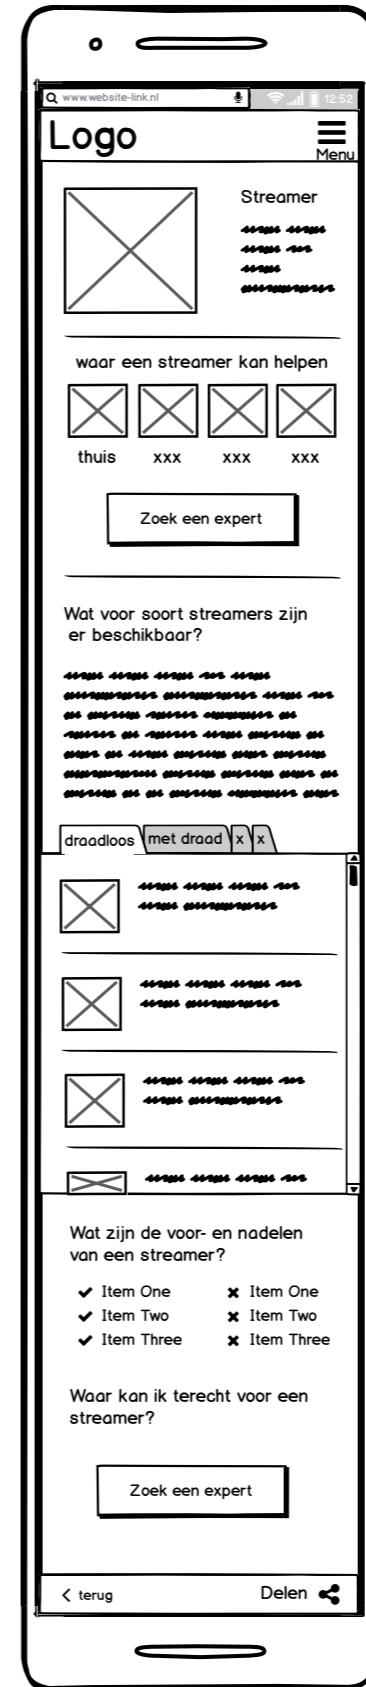 www.website-link.nl 12.52
Logo
Menu
Streamer
waar een streamer kan helpen
thuis xxx xxx xxx
Zoek een expert
Wat voor soort streamers zijn
er beschikbaar?
draadloos met draad x x
Wat zijn de voor- en nadelen
van een streamer?
Item One Item One
Item Two Item Two
Item Three Item Three
Waar kan ik terecht voor een
streamer?
Zoek een expert
terug Delen